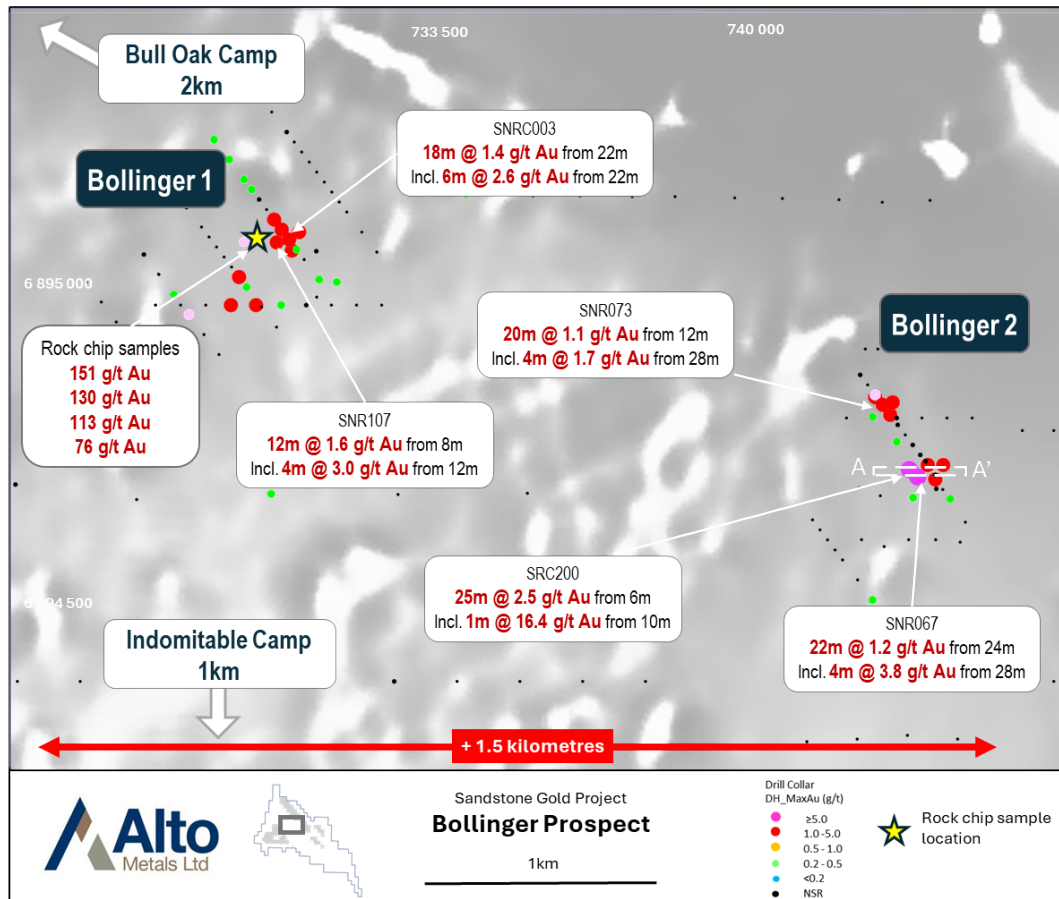 733 500
740 000
Bull Oak Camp
2km
SNRC003
18m @ 1.4 g/t Au from 22m
Incl. 6m @ 2.6 g/t Au from 22m
Bollinger 1
6 895 000
SNR073
20m @ 1.1 g/t Au from 12m
Incl. 4m @ 1.7 g/t Au from 28m
Bollinger 2
Rock chip samples
151 g/t Au
130 g/t Au
113 g/t Au
76 g/t Au
SNR107
12m @ 1.6 g/t Au from 8m
Incl. 4m @ 3.0 g/t Au from 12m
A A'
SRC200
25m @ 2.5 g/t Au from 6m
Incl. 1m @ 16.4 g/t Au from 10m
94 500
SNR067
22m @ 1.2 g/t Au from 24m
Incl. 4m @ 3.8 g/t Au from 28m
Indomitable Camp
1km
+ 1.5 kilometres
Alto
Metals Ltd
Sandstone Gold Project
Bollinger Prospect
1km
Drill Collar
DH_MaxAu (g/t)
≥5.0
1.0 -5.0
0.5 - 1.0
0.2 - 0.5
<0.2
NSR
Rock chip sample
location